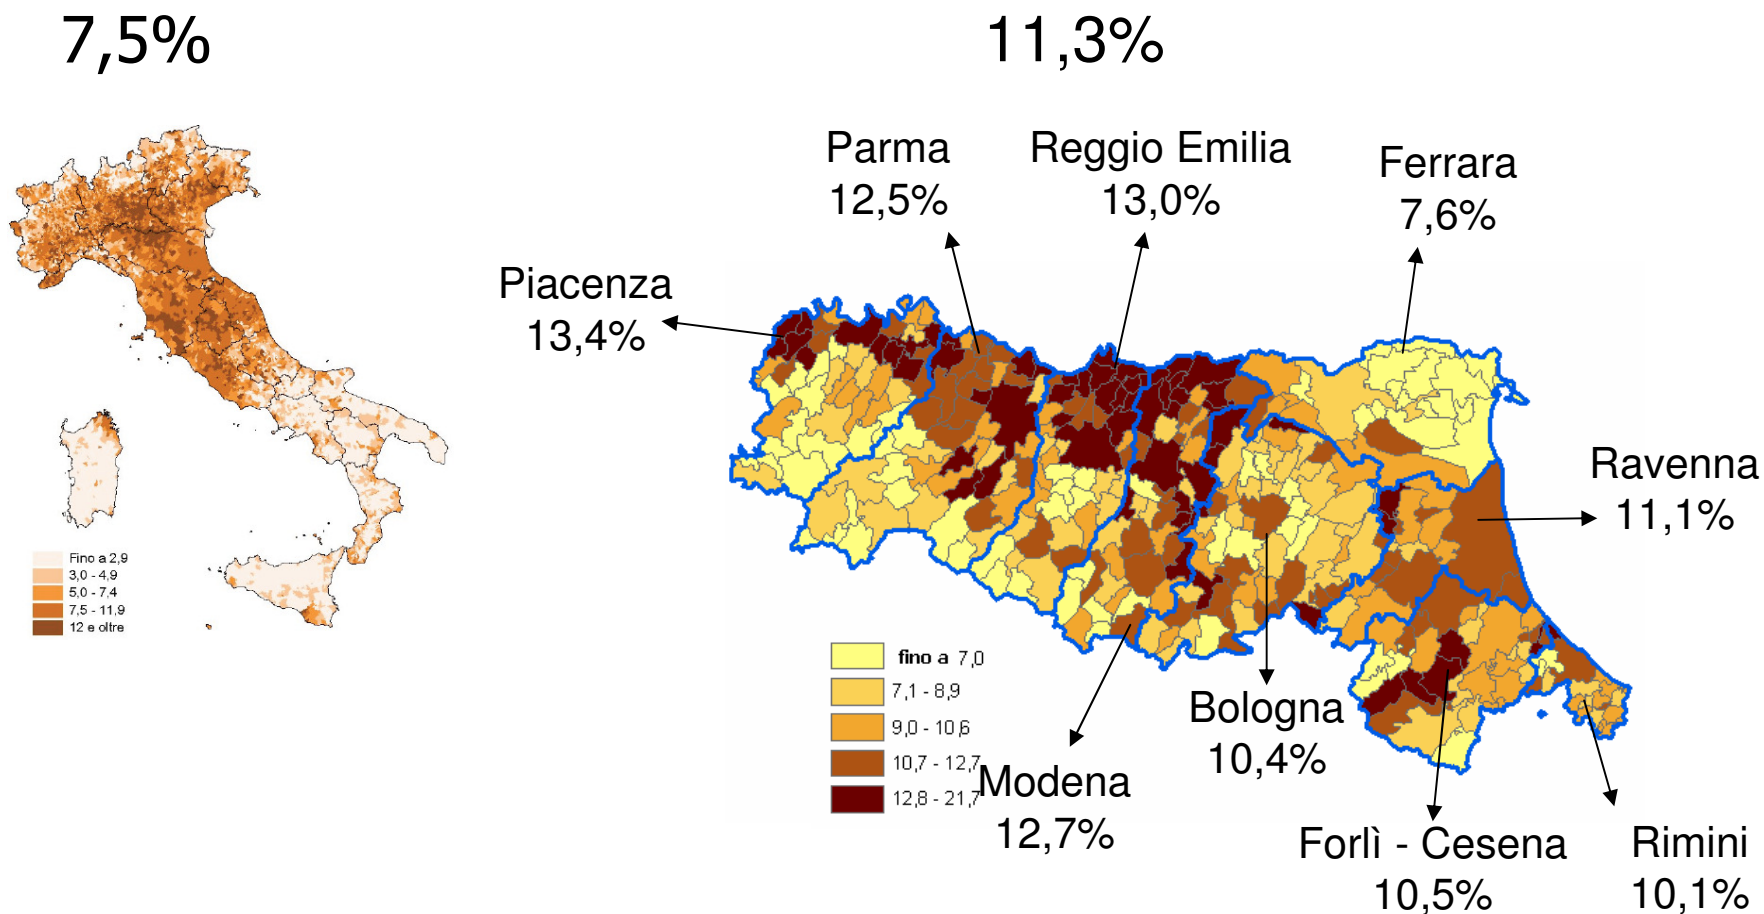 7,5%
11,3%
Parma
12,5%
Reggio Emilia
13,0%
Ferrara
7,6%
Piacenza
13,4%
Ravenna
11,1%
Fino a 2,9
3,0 - 4,9
5,0 - 7,4
7,5 - 11,9
12 e oltre
fino a 7,0
7,1 - 8,9
9,0 - 10,6
10,7 - 12,7
12,8 - 21,7
Bologna
10,4%
Modena
12,7%
Forlì - Cesena
10,5%
Rimini
10,1%